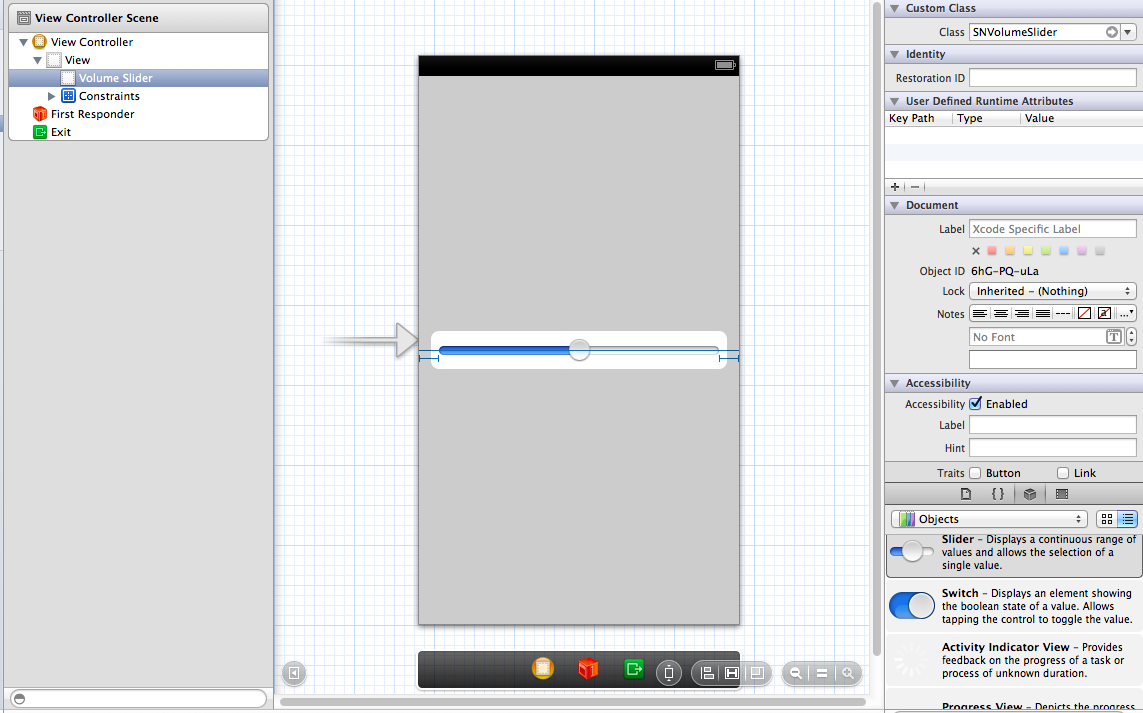 View Controller Scene
View Controller
View
Volume Slider
Constraints
First Responder
Exit
Custom Class
Class SNVolumeSlider
Identity
Restoration ID
User Defined Runtime Attributes
Key Path Type Value
Document
Label Xcode Specific Label
Object ID 6hG-PQ-uLa
Lock Inherited - (Nothing)
Notes
No Font
Accessibility
Accessibility Enabled
Label
Hint
Traits Button Link
Objects
Slider - Displays a continuous range of
values and allows the selection of a
single value.
Switch - Displays an element showing
the boolean state of a value. Allows
tapping the control to toggle the value.
Activity Indicator View - Provides
feedback on the progress of a task or
process of unknown duration.
Progress View - Depicts the progress